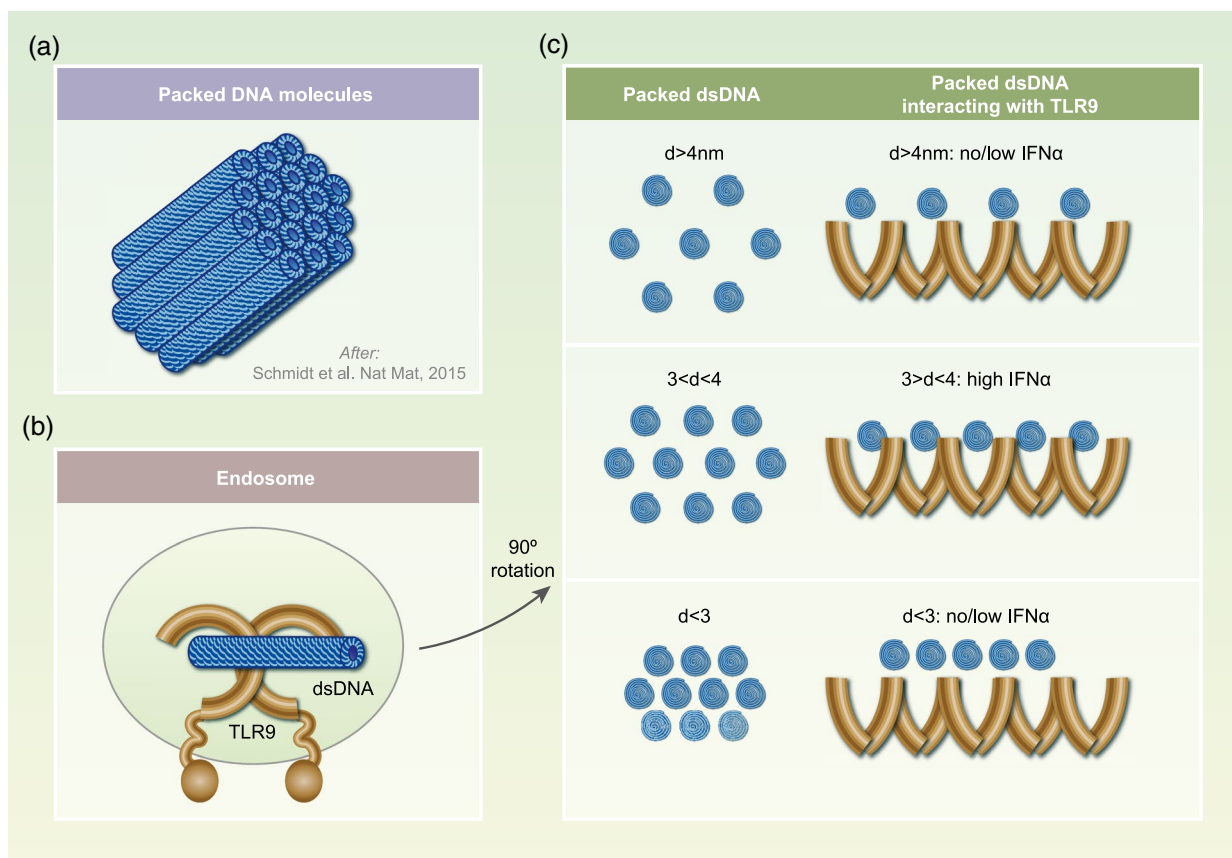 (a)
Packed DNA molecules
After:
Schmidt et al. Nat Mat, 2015
(b)
Endosome
dsDNA
TLR9
90º
rotation
(c)
Packed dsDNA
Packed dsDNA
interacting with TLR9
d>4nm
d>4nm: no/low IFNα
3<d<4
3>d<4: high IFNα
d<3
d<3: no/low IFNα